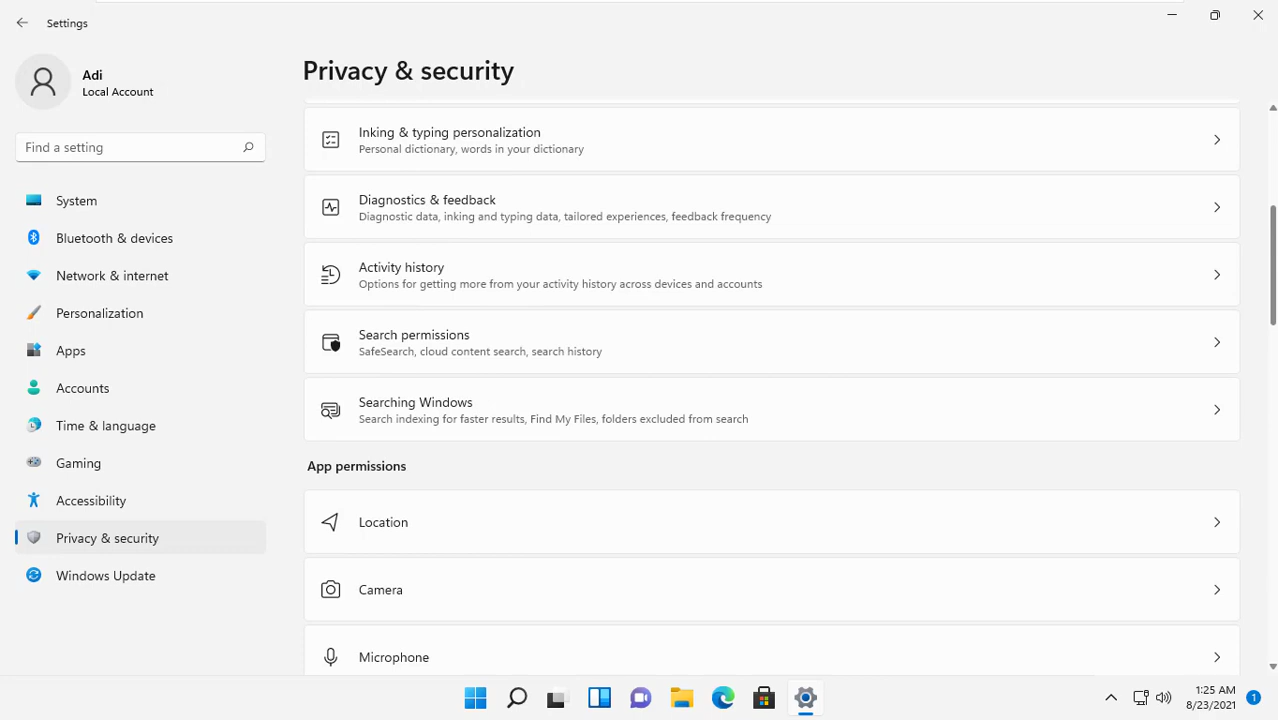 Settings
Adi
Local Account
Find a setting
System
Bluetooth & devices
Network & internet
Personalization
Apps
Accounts
Time & language
Gaming
Accessibility
Privacy & security
Windows Update
Privacy & security
Inking & typing personalization
Personal dictionary, words in your dictionary
Diagnostics & feedback
Diagnostic data, inking and typing data, tailored experiences, feedback frequency
Activity history
Options for getting more from your activity history across devices and accounts
Search permissions
SafeSearch, cloud content search, search history
Searching Windows
Search indexing for faster results, Find My Files, folders excluded from search
App permissions
Location
Camera
Microphone
1:25 AM
8/23/2021
1